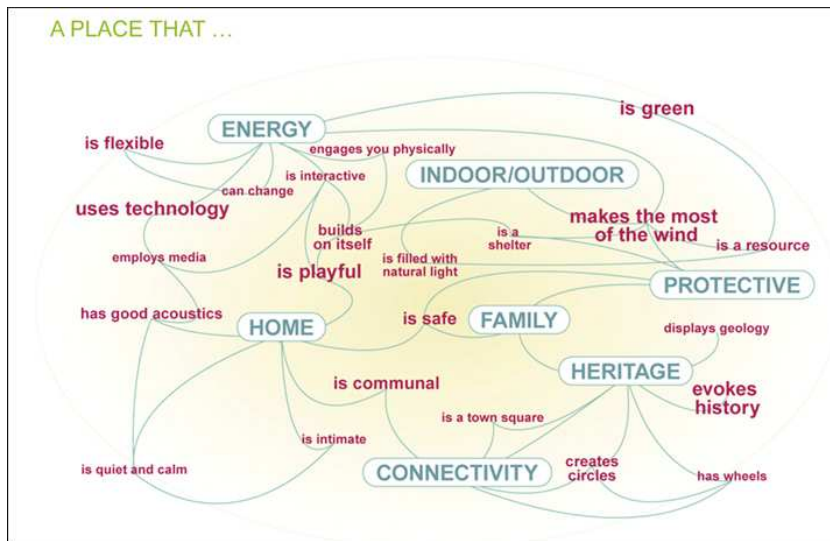 A PLACE THAT ...
is green
ENERGY
is flexible
engages you physically
is interactive
INDOOR/OUTDOOR
can change
uses technology
makes the most
of the wind
builds
on itself
is a
shelter
is a resource
employs media
is filled with
natural light
is playful
PROTECTIVE
has good acoustics
HOME
is safe
FAMILY
displays geology
HERITAGE
is communal
evokes
history
is a town square
is intimate
is quiet and calm
CONNECTIVITY
creates
circles
has wheels